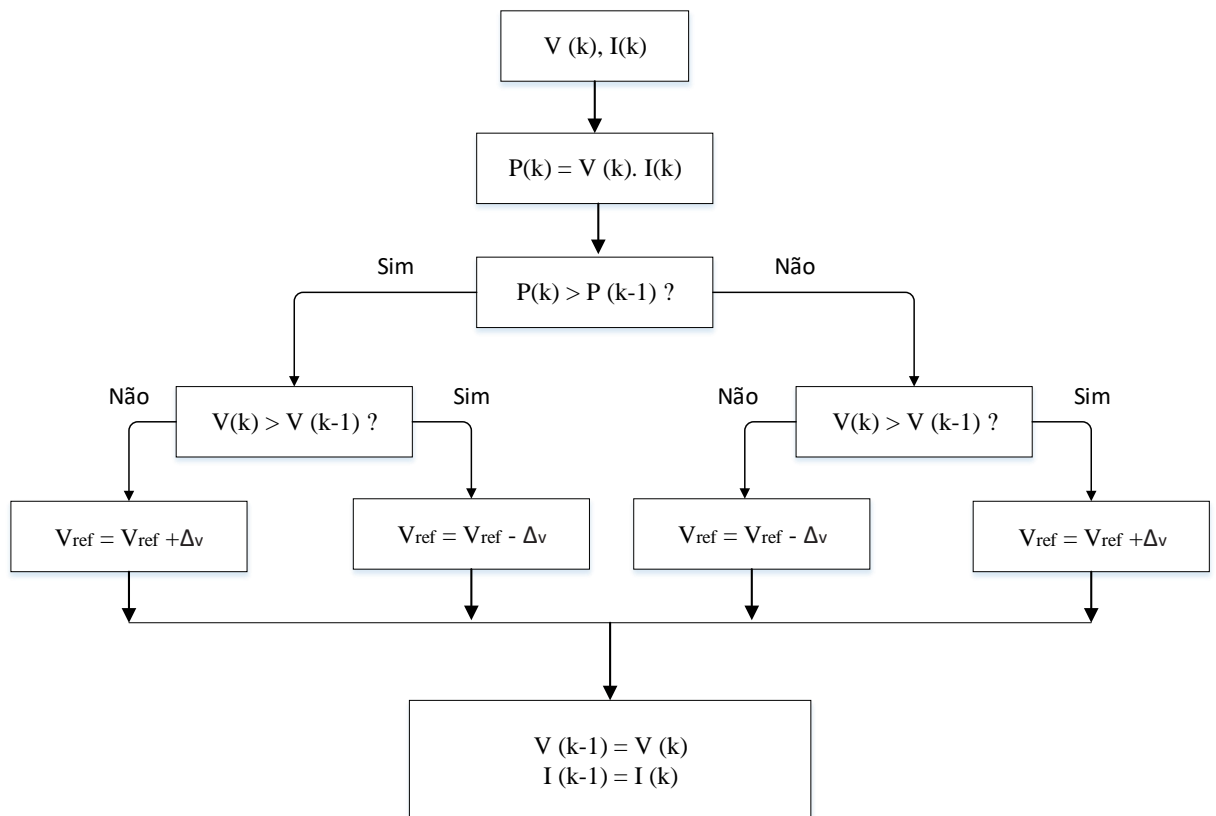 V (k), I(k)
P(k) = V (k). I(k)
Sim
Não
P(k) > P (k-1) ?
Não
Sim
V(k) > V (k-1) ?
Não
Sim
V(k) > V (k-1) ?
Vref = Vref +Δv
Vref = Vref - Δv
Vref = Vref - Δv
Vref = Vref +Δv
V (k-1) = V (k)
I (k-1) = I (k)